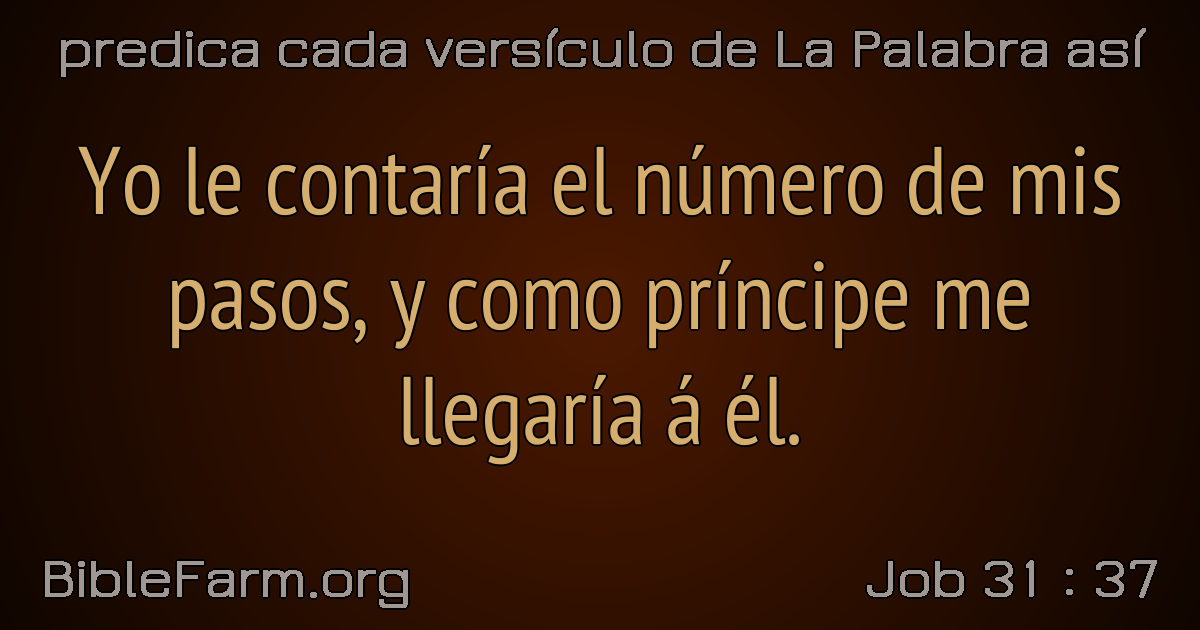 predica cada versículo de La Palabra así
Yo le contaría el número de mis
pasos, y como príncipe me
llegaría á él.
BibleFarm.org
Job 31 : 37